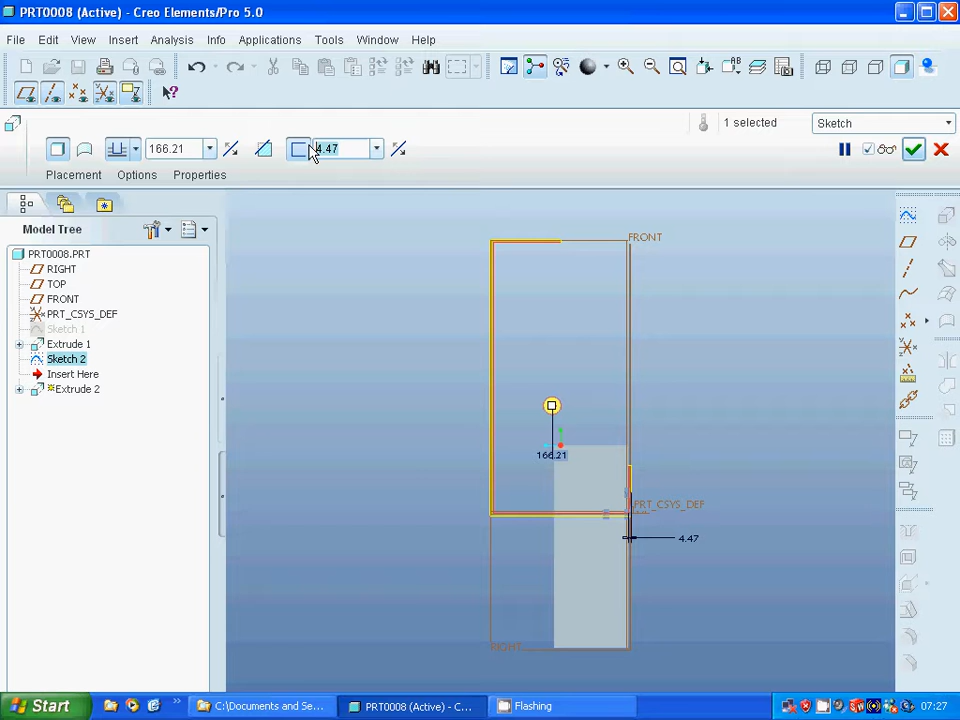 PRT0008 (Active) - Creo Elements/Pro 5.0
File Edit View Insert Analysis Info Applications Tools Window Help
1 selected Sketch
166.21 4.47
Placement Options Properties
Model Tree
PRT0008.PRT
RIGHT
TOP
FRONT
PRT_CSYS_DEF
Sketch 1
Extrude 1
Sketch 2
Insert Here
Extrude 2
FRONT
166.21
PRT_CSYS_DEF
4.47
RIGHT
Start C:\Documents and Se... PRT0008 (Active) - C... Flashing 07:27